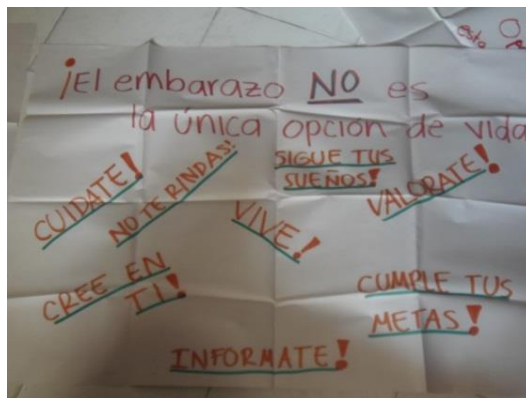 ¡El embarazo NO es
la única opción de vida
CUIDATE!
NO TE RINDAS!
SIGUE TUS
SUEÑOS!
VALORATE!
VIVE!
CREE EN
TI!
CUMPLE TUS
METAS!
INFORMATE!